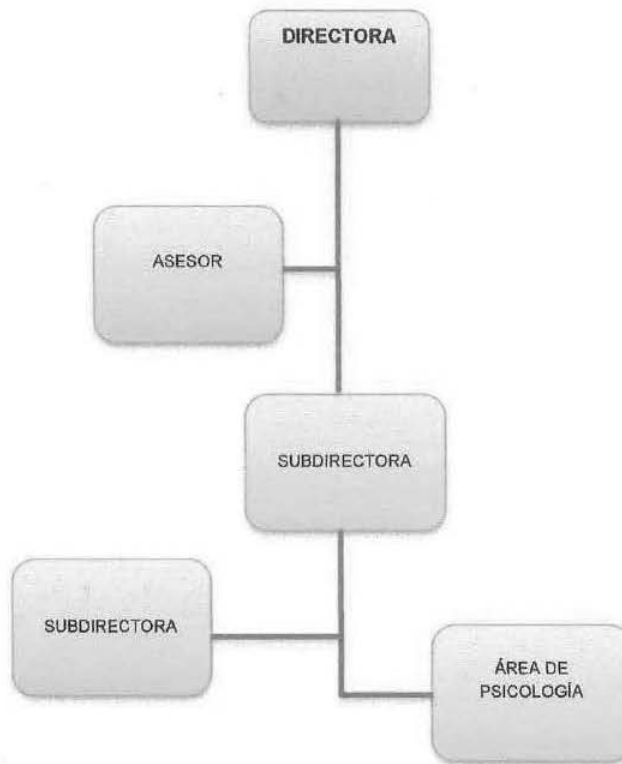 DIRECTORA
ASESOR
SUBDIRECTORA
SUBDIRECTORA
ÁREA DE
PSICOLOGÍA